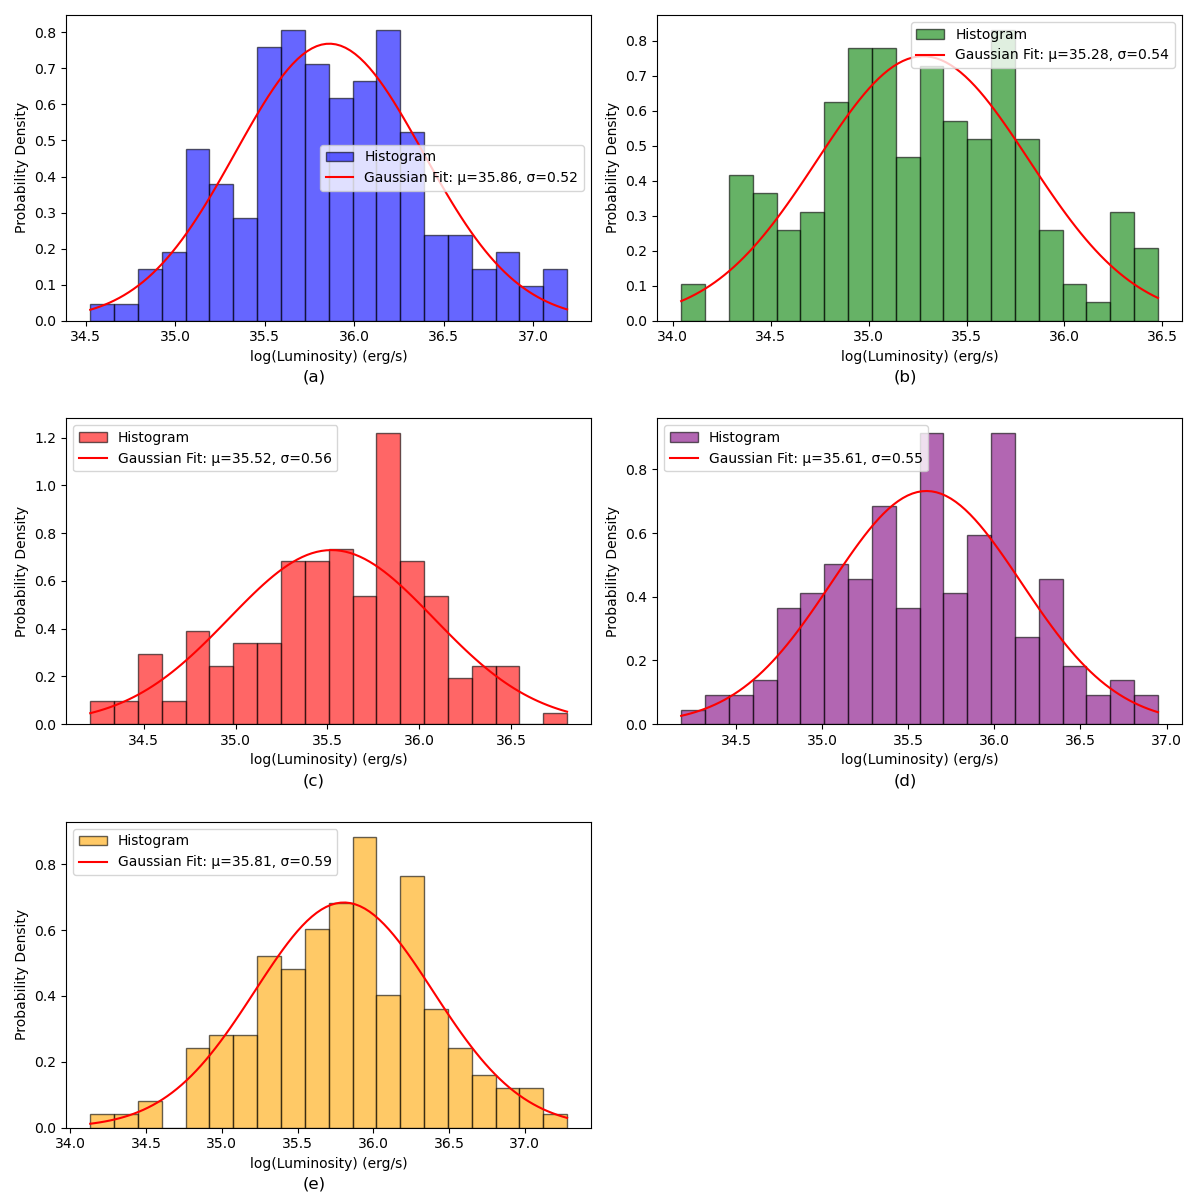 Probability Density
0.8
0.7
0.6
0.5
0.4
0.3
0.2
0.1
0.0
Histogram
Gaussian Fit: μ=35.86, σ=0.52
34.5 35.0 35.5 36.0 36.5 37.0
log(Luminosity) (erg/s)
(a)
Probability Density
0.8
0.7
0.6
0.5
0.4
0.3
0.2
0.1
0.0
Histogram
Gaussian Fit: μ=35.28, σ=0.54
34.0 34.5 35.0 35.5 36.0 36.5
log(Luminosity) (erg/s)
(b)
Probability Density
1.2
1.0
0.8
0.6
0.4
0.2
0.0
Histogram
Gaussian Fit: μ=35.52, σ=0.56
34.5 35.0 35.5 36.0 36.5
log(Luminosity) (erg/s)
(c)
Probability Density
0.8
0.6
0.4
0.2
0.0
Histogram
Gaussian Fit: μ=35.61, σ=0.55
34.5 35.0 35.5 36.0 36.5 37.0
log(Luminosity) (erg/s)
(d)
Probability Density
0.8
0.6
0.4
0.2
0.0
Histogram
Gaussian Fit: μ=35.81, σ=0.59
34.0 34.5 35.0 35.5 36.0 36.5 37.0
log(Luminosity) (erg/s)
(e)